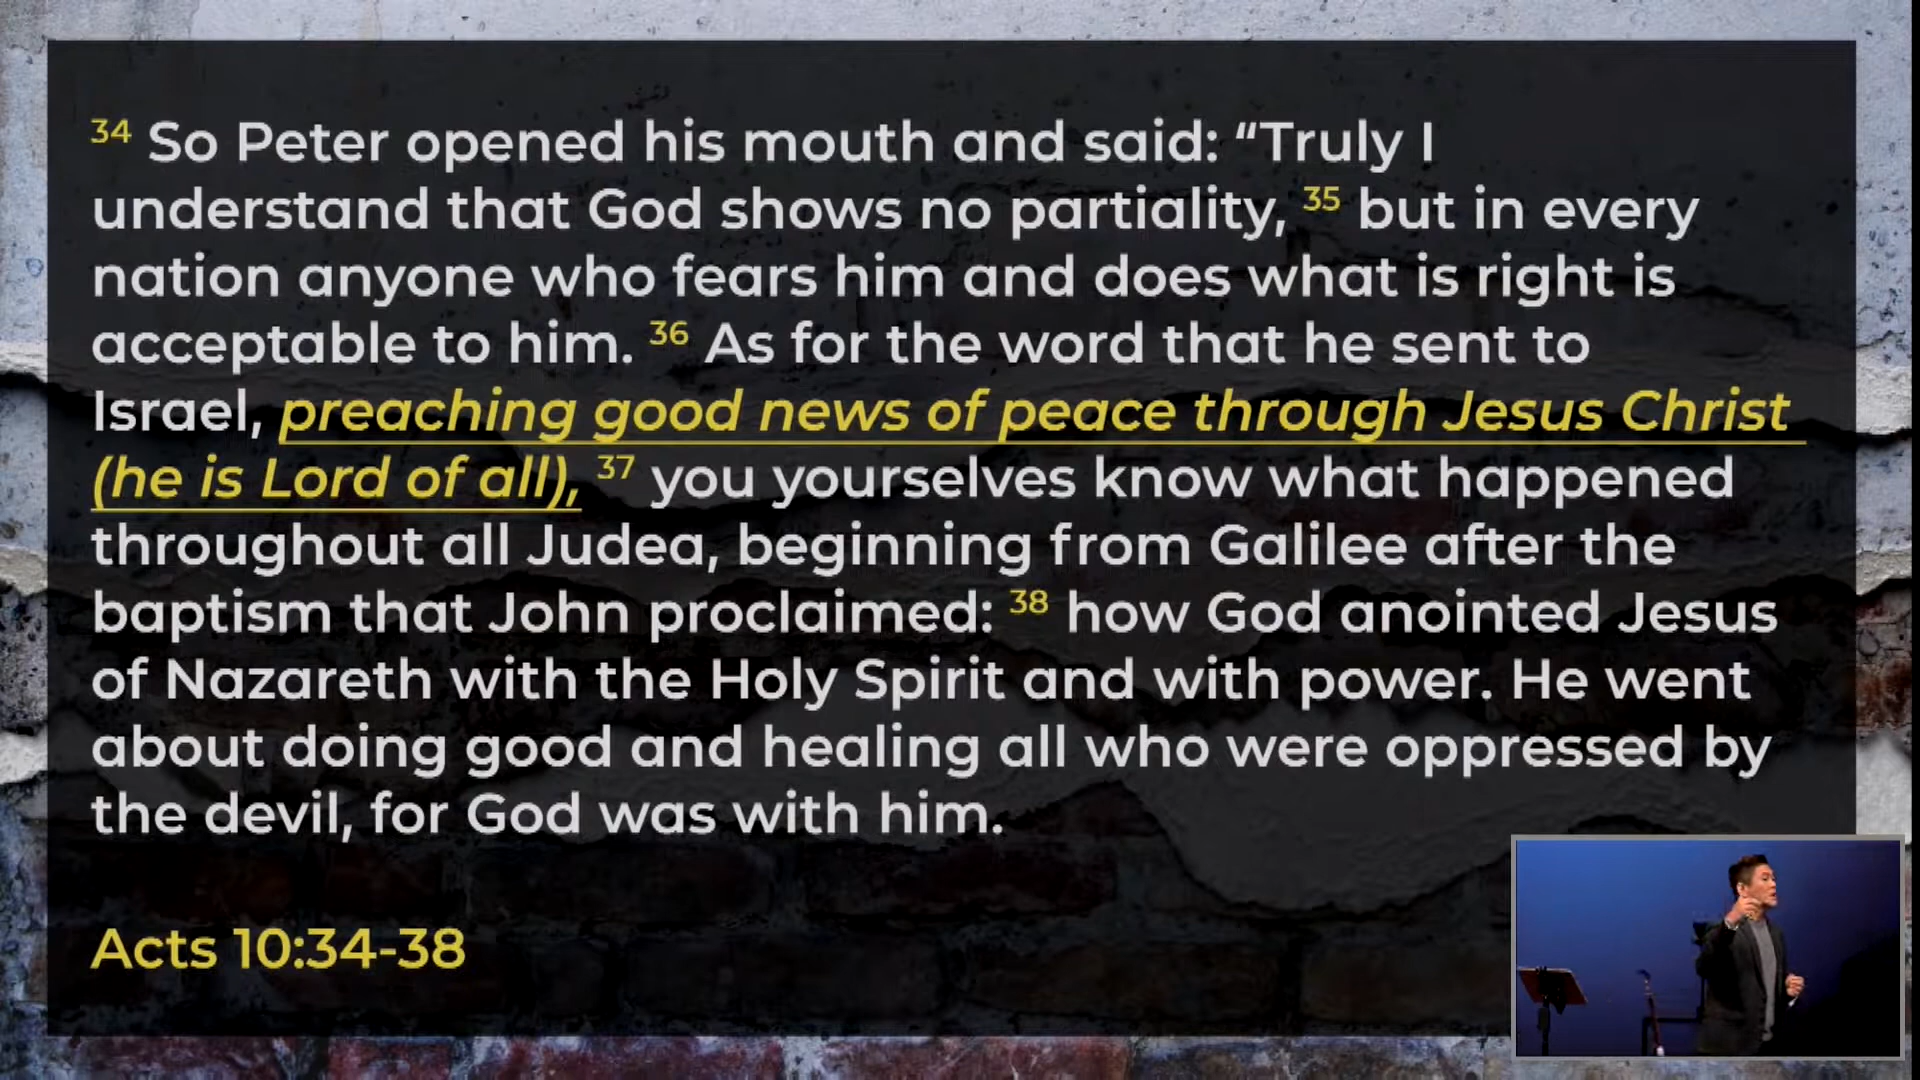 34 So Peter opened his mouth and said: “Truly I
understand that God shows no partiality, 35 but in every
nation anyone who fears him and does what is right is
acceptable to him. 36 As for the word that he sent to
Israel, preaching good news of peace through Jesus Christ
(he is Lord of all), 37 you yourselves know what happened
throughout all Judea, beginning from Galilee after the
baptism that John proclaimed: 38 how God anointed Jesus
of Nazareth with the Holy Spirit and with power. He went
about doing good and healing all who were oppressed by
the devil, for God was with him.
Acts 10:34-38